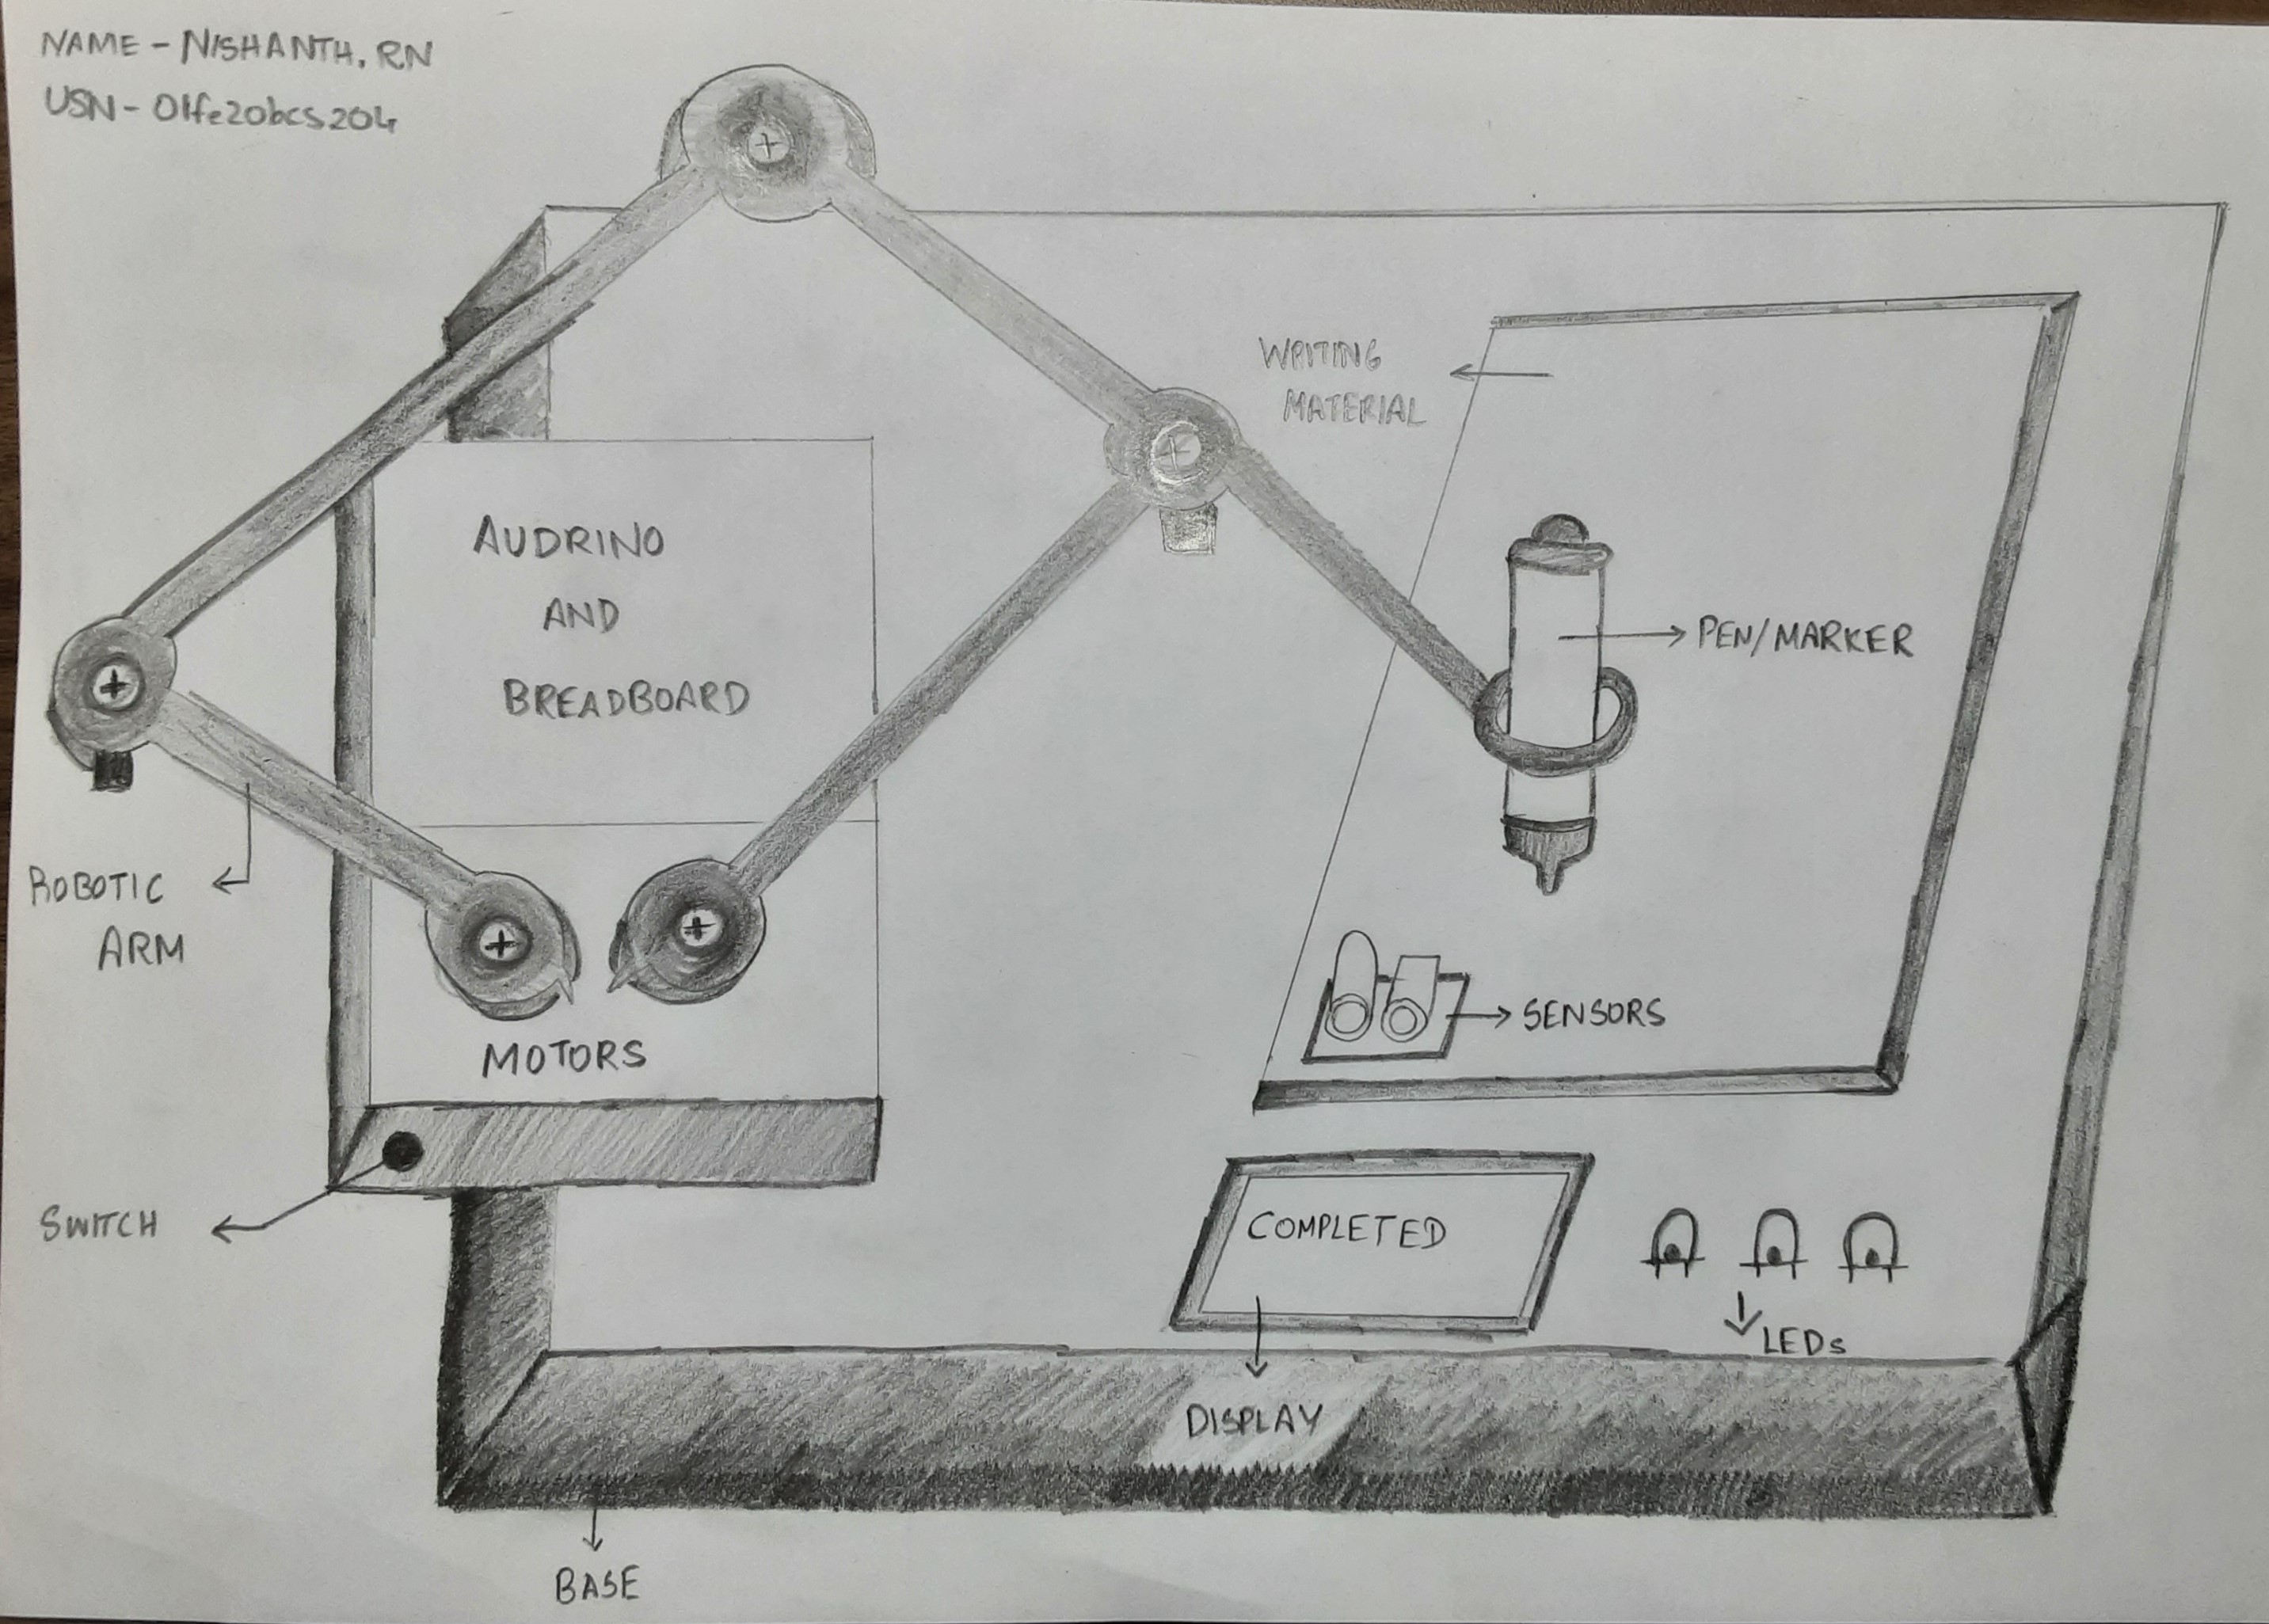 NAME - NISHANTH. RN
USN - 01fe20bcs204
WRITING
MATERIAL
AUDRINO
AND
BREADBOARD
PEN/MARKER
ROBOTIC
ARM
SENSORS
MOTORS
SWITCH
COMPLETED
LEDs
DISPLAY
BASE